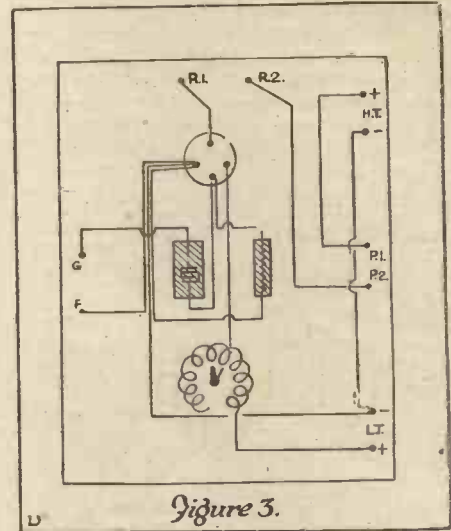 R.1.
R.2.
+
H.T.
-
G
F
P.1.
P.2.
-
L.T.
+
D
Figure 3.